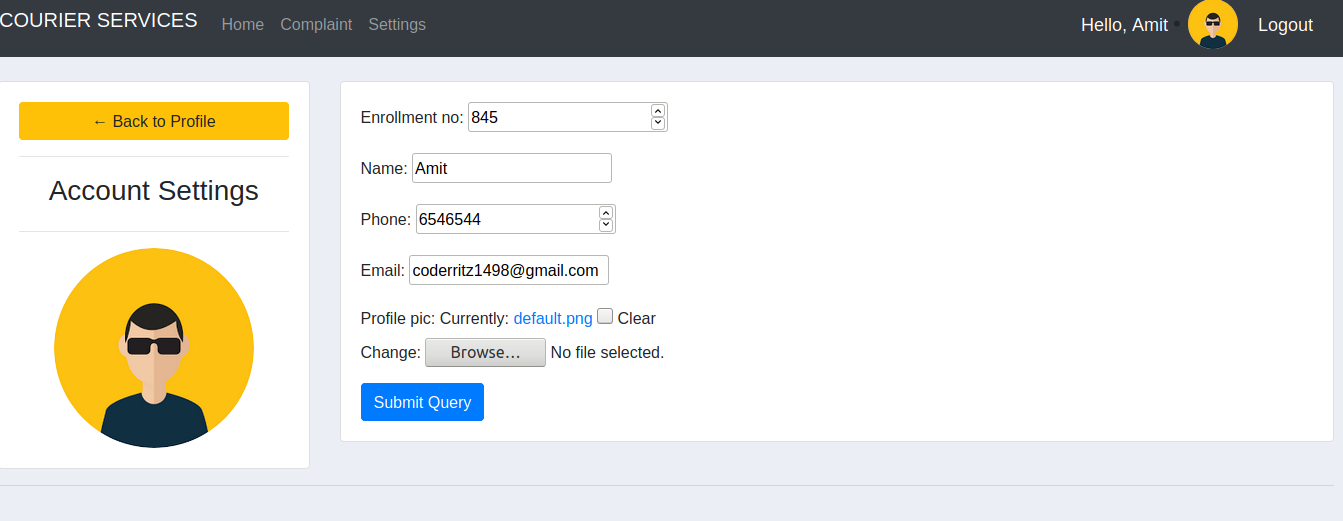 COURIER SERVICES Home Complaint Settings Hello, Amit Logout
← Back to Profile
Account Settings
Enrollment no: 845
Name: Amit
Phone: 6546544
Email: coderritz1498@gmail.com
Profile pic: Currently: default.png Clear
Change: Browse... No file selected.
Submit Query